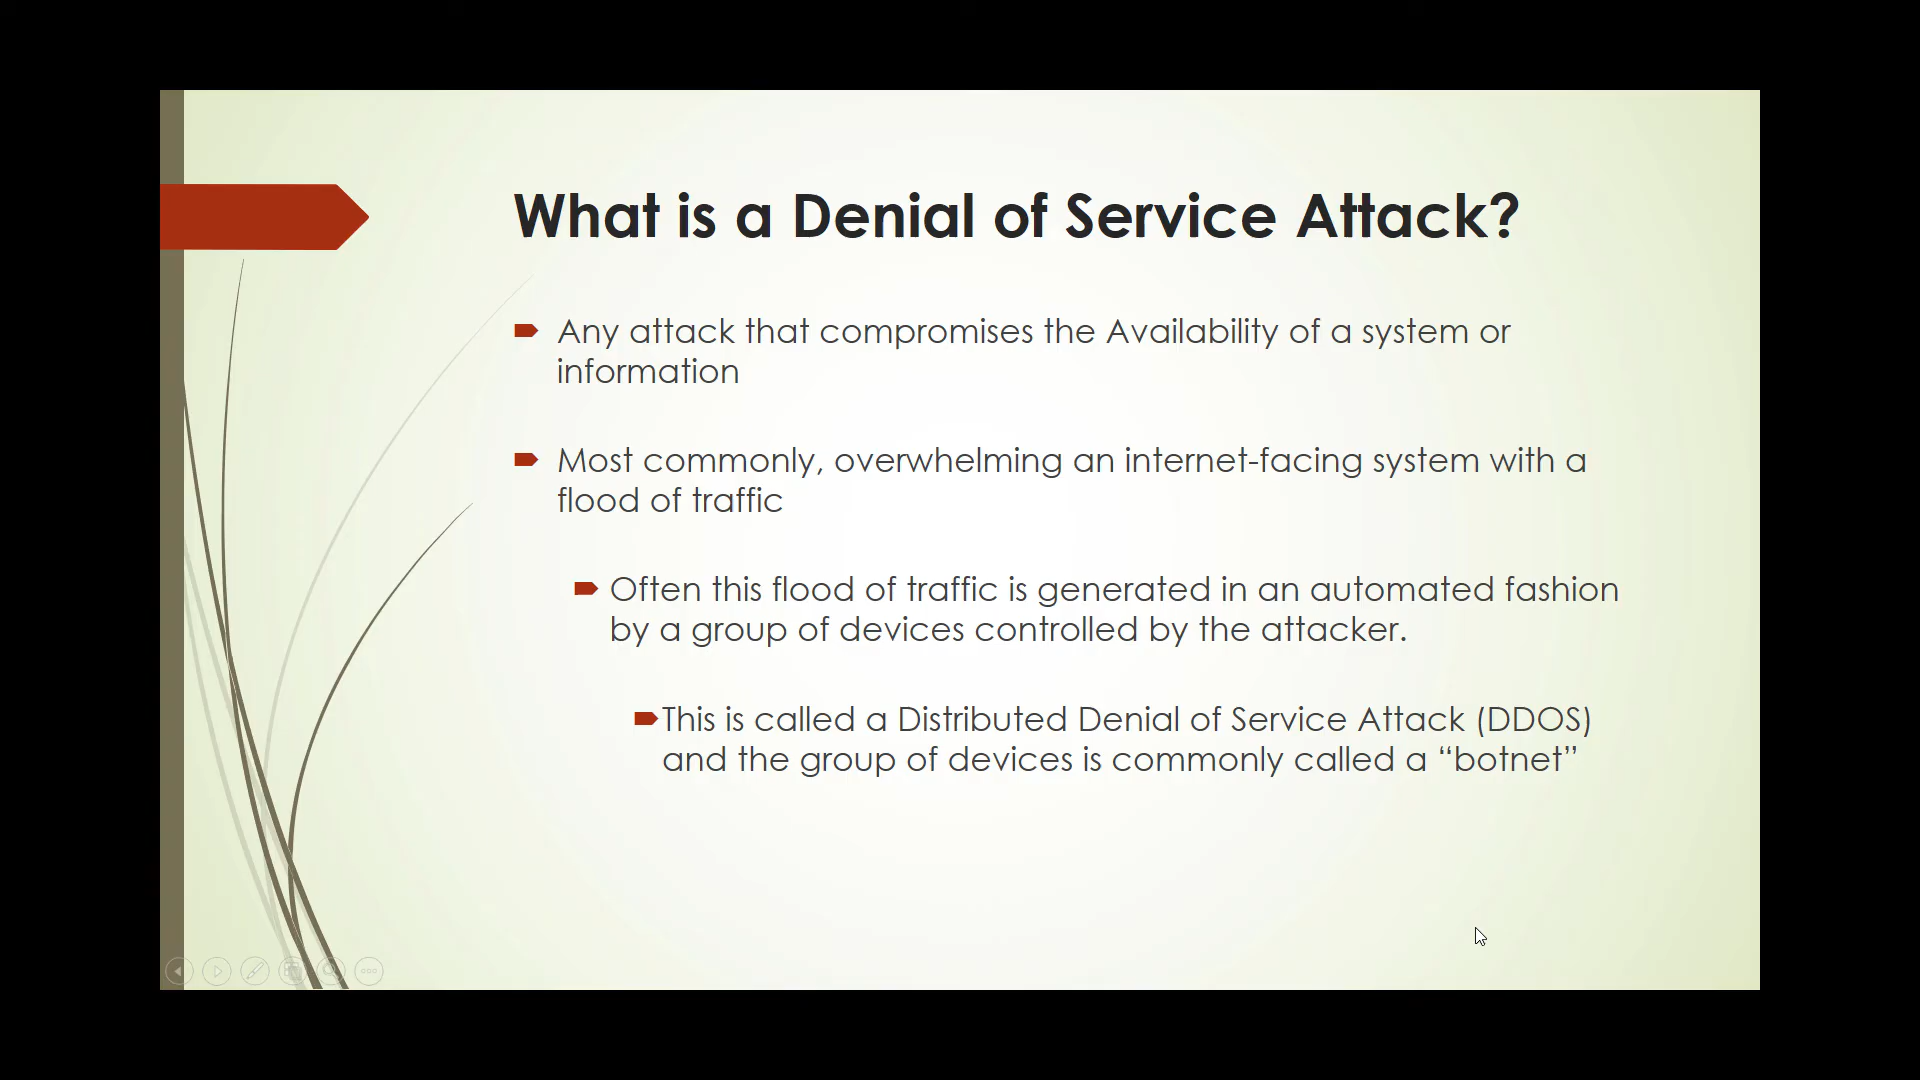 What is a Denial of Service Attack?
Any attack that compromises the Availability of a system or
information
Most commonly, overwhelming an internet-facing system with a
flood of traffic
Often this flood of traffic is generated in an automated fashion
by a group of devices controlled by the attacker.
This is called a Distributed Denial of Service Attack (DDOS)
and the group of devices is commonly called a “botnet”